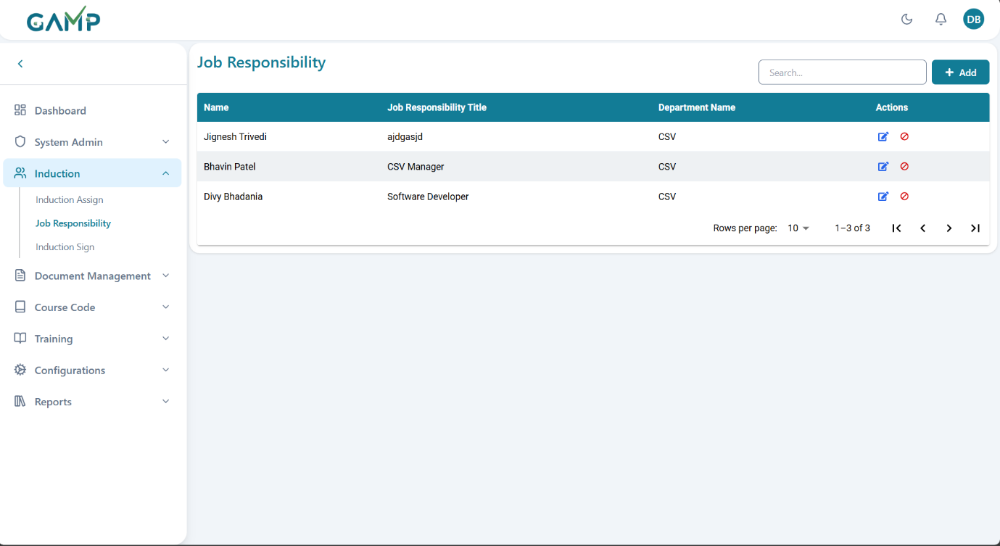 GAMP
DB
Job Responsibility
Search...
+ Add
Dashboard
System Admin
Induction
Induction Assign
Job Responsibility
Induction Sign
Document Management
Course Code
Training
Configurations
Reports
Name Job Responsibility Title Department Name Actions
Jignesh Trivedi ajdgasjd CSV
Bhavin Patel CSV Manager CSV
Divy Bhadania Software Developer CSV
Rows per page: 10 1–3 of 3